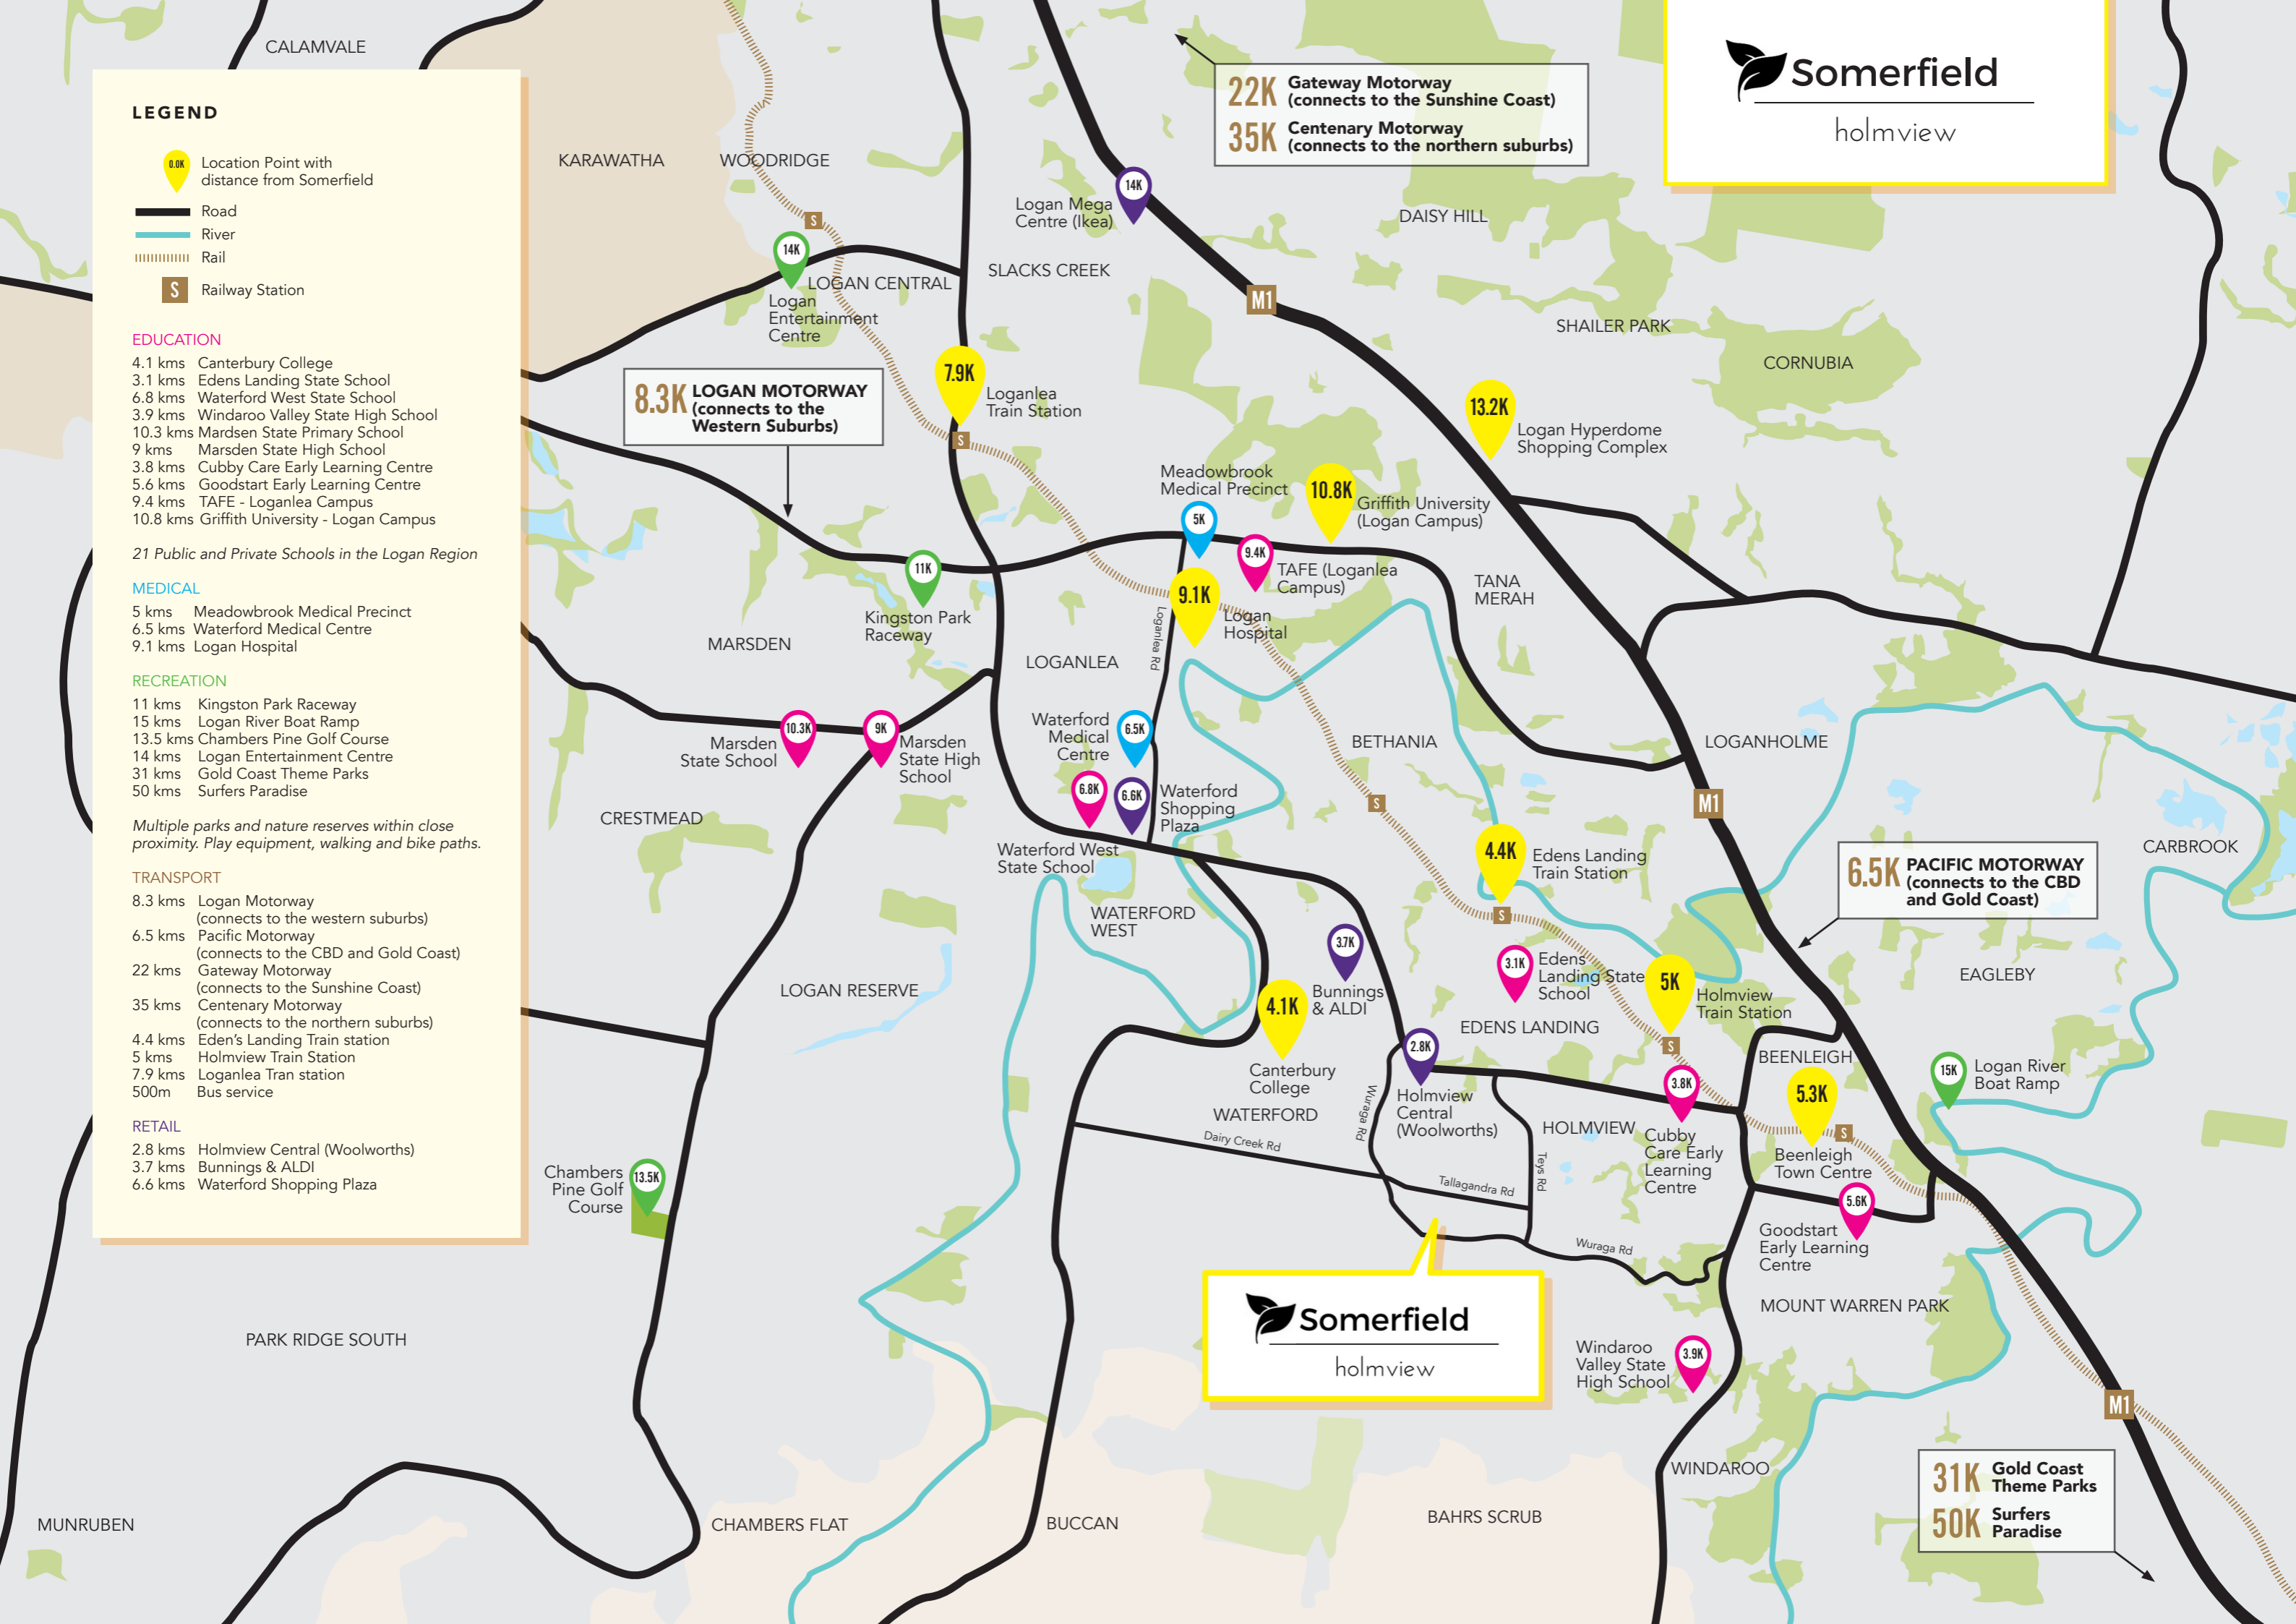 CALAMVALE
LEGEND
0.0K
Location Point with
distance from Somerfield
Road
River
Rail
S
Railway Station
EDUCATION
4.1 kms Canterbury College
3.1 kms Edens Landing State School
6.8 kms Waterford West State School
3.9 kms Windaroo Valley State High School
10.3 kms Mardsen State Primary School
9 kms Marsden State High School
3.8 kms Cubby Care Early Learning Centre
5.6 kms Goodstart Early Learning Centre
9.4 kms TAFE - Loganlea Campus
10.8 kms Griffith University - Logan Campus
21 Public and Private Schools in the Logan Region
MEDICAL
5 kms Meadowbrook Medical Precinct
6.5 kms Waterford Medical Centre
9.1 kms Logan Hospital
RECREATION
11 kms Kingston Park Raceway
15 kms Logan River Boat Ramp
13.5 kms Chambers Pine Golf Course
14 kms Logan Entertainment Centre
31 kms Gold Coast Theme Parks
50 kms Surfers Paradise
Multiple parks and nature reserves within close
proximity. Play equipment, walking and bike paths.
TRANSPORT
8.3 kms Logan Motorway
(connects to the western suburbs)
6.5 kms Pacific Motorway
(connects to the CBD and Gold Coast)
22 kms Gateway Motorway
(connects to the Sunshine Coast)
35 kms Centenary Motorway
(connects to the northern suburbs)
4.4 kms Eden's Landing Train station
5 kms Holmview Train Station
7.9 kms Loganlea Tran station
500m Bus service
RETAIL
2.8 kms Holmview Central (Woolworths)
3.7 kms Bunnings & ALDI
6.6 kms Waterford Shopping Plaza
22K Gateway Motorway
(connects to the Sunshine Coast)
35K Centenary Motorway
(connects to the northern suburbs)
Somerfield
holmview
KARAWATHA
WOODRIDGE
S
14K
Logan Mega
Centre (Ikea)
DAISY HILL
14K
LOGAN CENTRAL
Logan
Entertainment
Centre
SLACKS CREEK
M1
SHAILER PARK
CORNUBIA
8.3K LOGAN MOTORWAY
(connects to the
Western Suburbs)
7.9K
Loganlea
Train Station
S
13.2K
Logan Hyperdome
Shopping Complex
Meadowbrook
Medical Precinct
5K
10.8K
Griffith University
(Logan Campus)
9.4K
TAFE (Loganlea
Campus)
11K
Kingston Park
Raceway
9.1K
Logan
Hospital
TANA
MERAH
MARSDEN
LOGANLEA
Loganlea Rd
10.3K
Marsden
State School
9K
Marsden
State High
School
Waterford
Medical
Centre
6.5K
BETHANIA
LOGANHOLME
6.8K
6.6K
Waterford
Shopping
Plaza
S
M1
CRESTMEAD
Waterford West
State School
4.4K
Edens Landing
Train Station
S
6.5K PACIFIC MOTORWAY
(connects to the CBD
and Gold Coast)
CARBROOK
WATERFORD
WEST
3.7K
Bunnings
& ALDI
3.1K
Edens
Landing State
School
5K
Holmview
Train Station
S
EAGLEBY
LOGAN RESERVE
4.1K
Canterbury
College
EDENS LANDING
2.8K
Holmview
Central
(Woolworths)
BEENLEIGH
5.3K
Beenleigh
Town Centre
S
15K
Logan River
Boat Ramp
3.8K
Cubby
Care Early
Learning
Centre
WATERFORD
Wuraga Rd
HOLMVIEW
Dairy Creek Rd
Tallagandra Rd
Teys Rd
Chambers
Pine Golf
Course
13.5K
5.6K
Goodstart
Early Learning
Centre
Wuraga Rd
Somerfield
holmview
MOUNT WARREN PARK
PARK RIDGE SOUTH
Windaroo
Valley State
High School
3.9K
M1
WINDAROO
31K Gold Coast
Theme Parks
50K Surfers
Paradise
MUNRUBEN
CHAMBERS FLAT
BUCCAN
BAHRS SCRUB